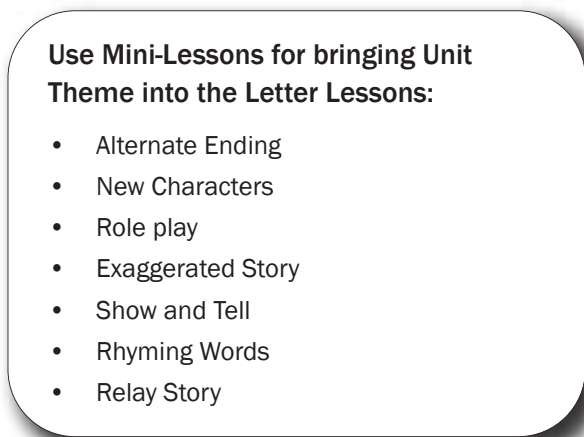 Use Mini-Lessons for bringing Unit
Theme into the Letter Lessons:
• Alternate Ending
• New Characters
• Role play
• Exaggerated Story
• Show and Tell
• Rhyming Words
• Relay Story